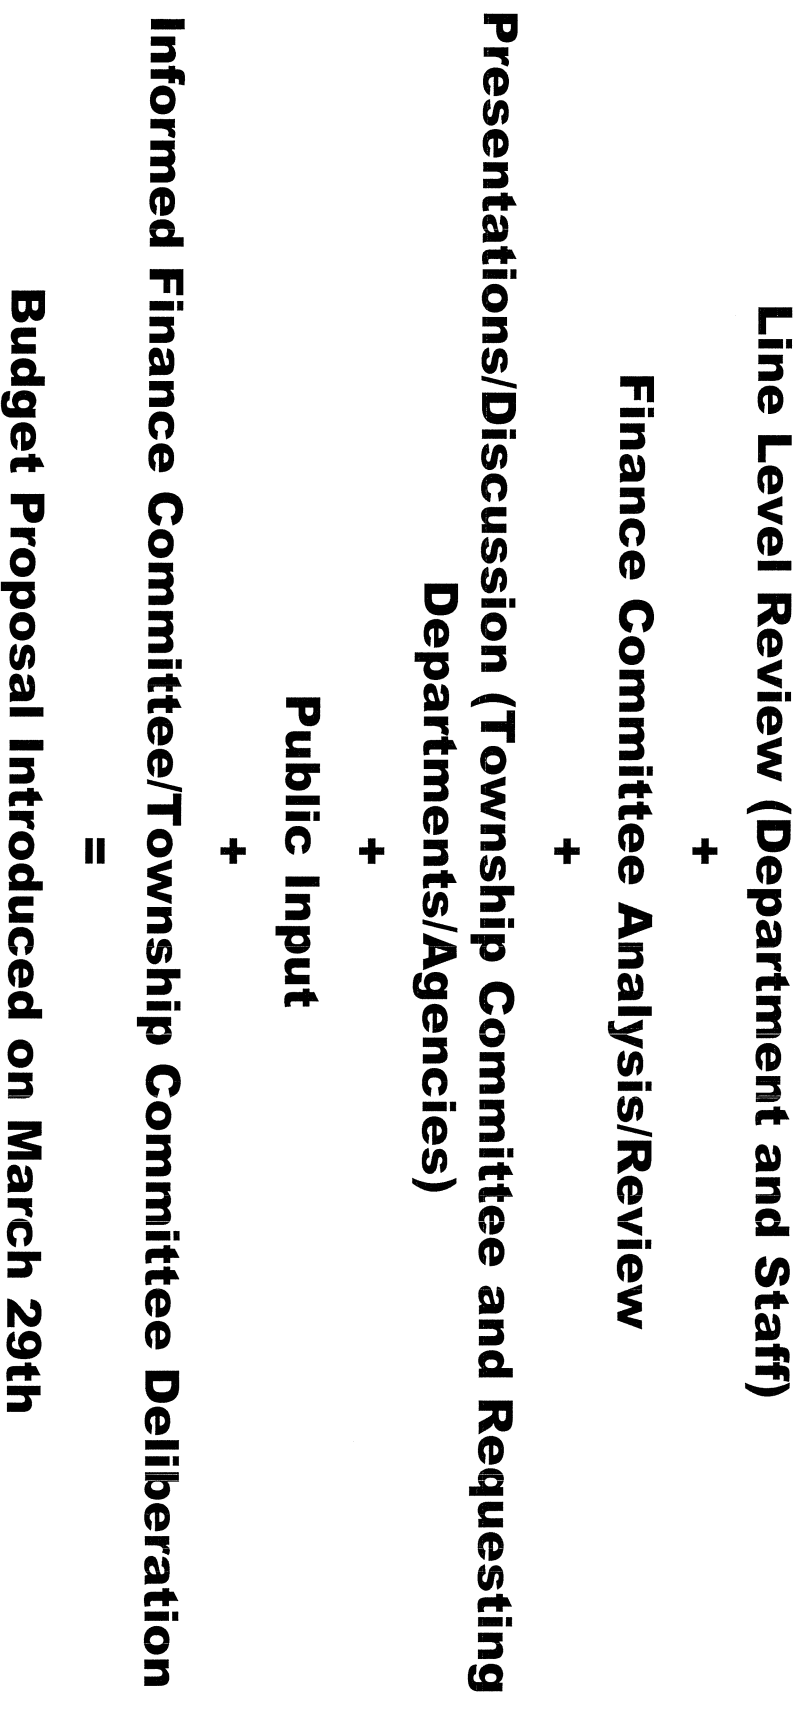 Line Level Review (Department and Staff)
+
Finance Committee Analysis/Review
+
Presentations/Discussion (Township Committee and Requesting
Departments/Agencies)
+
Public Input
+
Informed Finance Committee/Township Committee Deliberation
=
Budget Proposal Introduced on March 29th